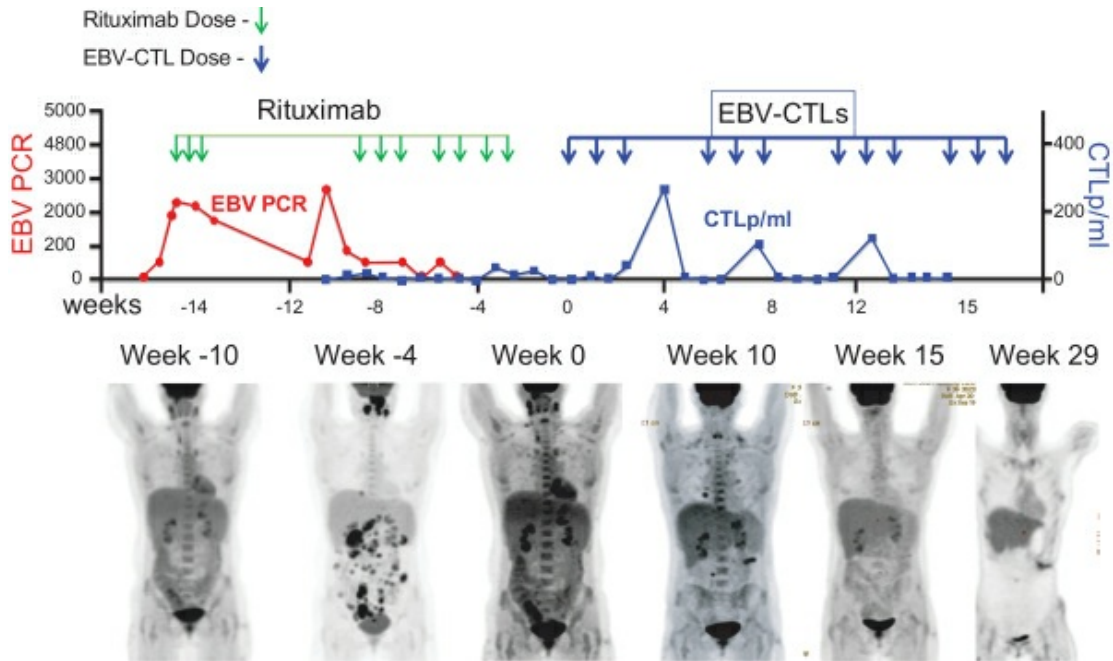 Rituximab Dose -
EBV-CTL Dose -
Rituximab
EBV-CTLs
EBV PCR
5000
4800
3000
2000
200
0
EBV PCR
CTLp/ml
400
200
0
CTLp/ml
weeks
-14 -12 -8 -4 0 4 8 12 15
Week -10 Week -4 Week 0 Week 10 Week 15 Week 29